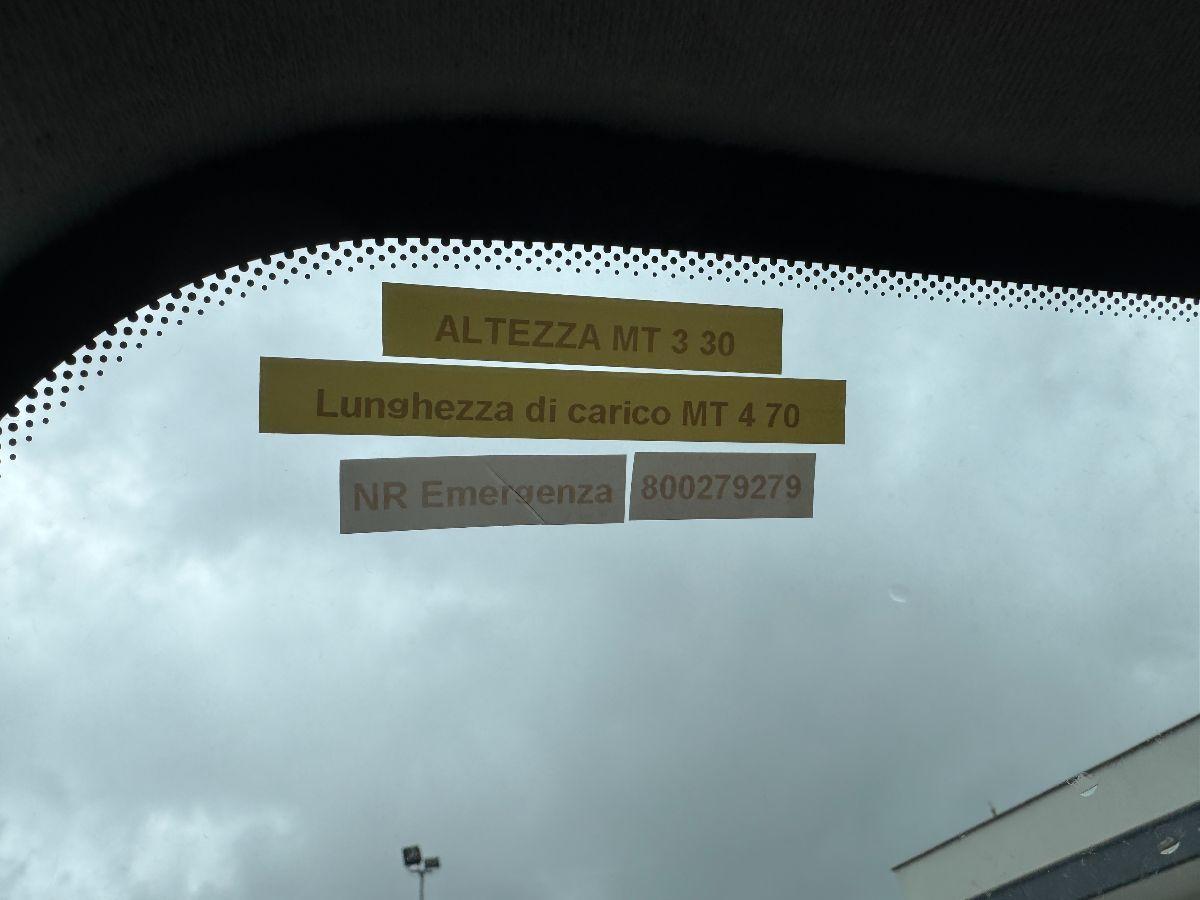 ALTEZZA MT 3 30
Lunghezza di carico MT 4 70
NR Emergenza 800279279